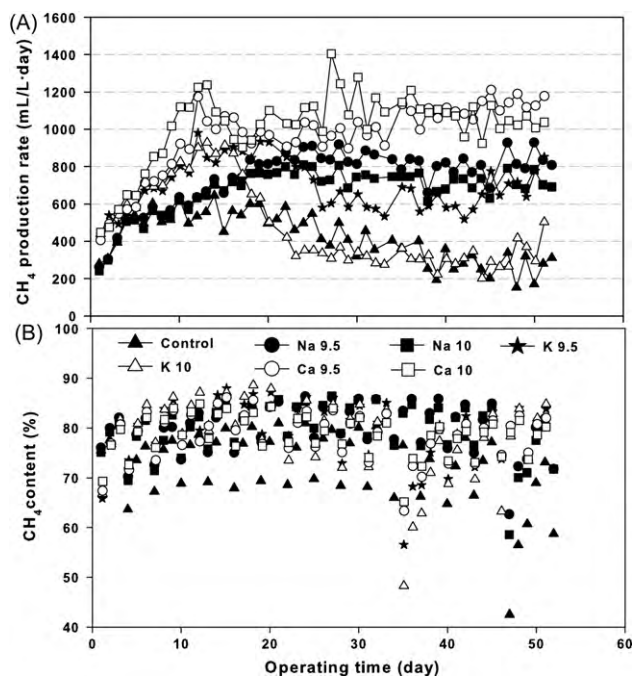 (A)
CH₄ production rate (mL/L·day)
1600
1400
1200
1000
800
600
400
200
0
(B)
CH₄content (%)
100
90
80
70
60
50
40
Control
Na 9.5
Na 10
K 9.5
K 10
Ca 9.5
Ca 10
0 10 20 30 40 50 60
Operating time (day)